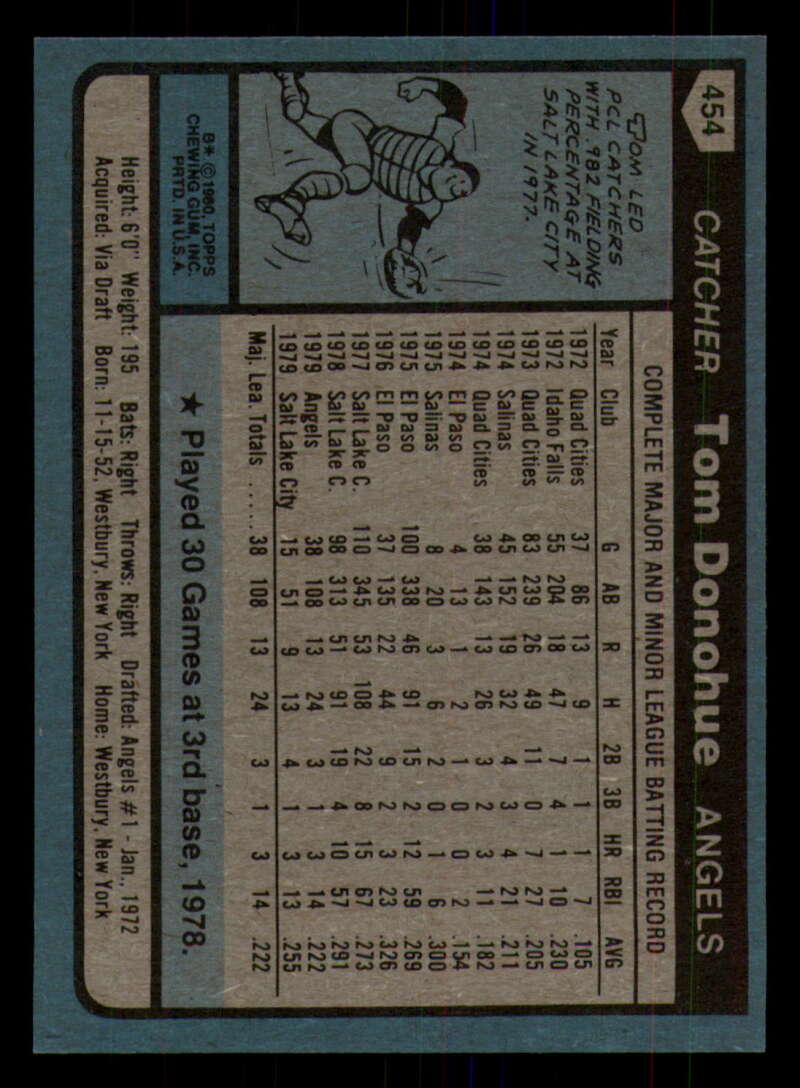 454
CATCHER Tom Donohue ANGELS
TOM LED
PCL CATCHERS
WITH .982 FIELDING
PERCENTAGE AT
SALT LAKE CITY
IN 1977.
B* © 1980, TOPPS
CHEWING GUM, INC.
PRTD. IN U.S.A.
COMPLETE MAJOR AND MINOR LEAGUE BATTING RECORD
Year Club G AB R H 2B 3B HR RBI AVG
1972 Quad Cities 37 86 13 9 1 1 1 7 .105
1972 Idaho Falls 55 204 18 47 7 4 1 10 .230
1973 Quad Cities 83 239 26 49 11 0 7 27 .205
1974 Salinas 45 152 19 32 4 3 4 21 .211
1974 Quad Cities 38 143 13 26 3 2 3 11 .182
1974 El Paso 4 13 1 2 1 0 0 2 .154
1975 Salinas 8 20 3 6 2 0 1 6 .300
1975 El Paso 100 338 46 91 15 2 12 59 .269
1976 El Paso 37 135 22 44 9 2 3 23 .326
1977 Salt Lake C. 110 345 53 108 22 8 15 67 .273
1978 Salt Lake C. 98 313 51 91 19 4 10 57 .291
1979 Angels 38 108 13 24 3 1 3 14 .222
1979 Salt Lake City 15 51 9 13 4 1 3 13 .255
Maj. Lea. Totals ...... 38 108 13 24 3 1 3 14 .222
★ Played 30 Games at 3rd base, 1978.
Height: 6'0" Weight: 195 Bats: Right Throws: Right Drafted: Angels #1 - Jan., 1972
Acquired: Via Draft Born: 11-15-52, Westbury, New York Home: Westbury, New York